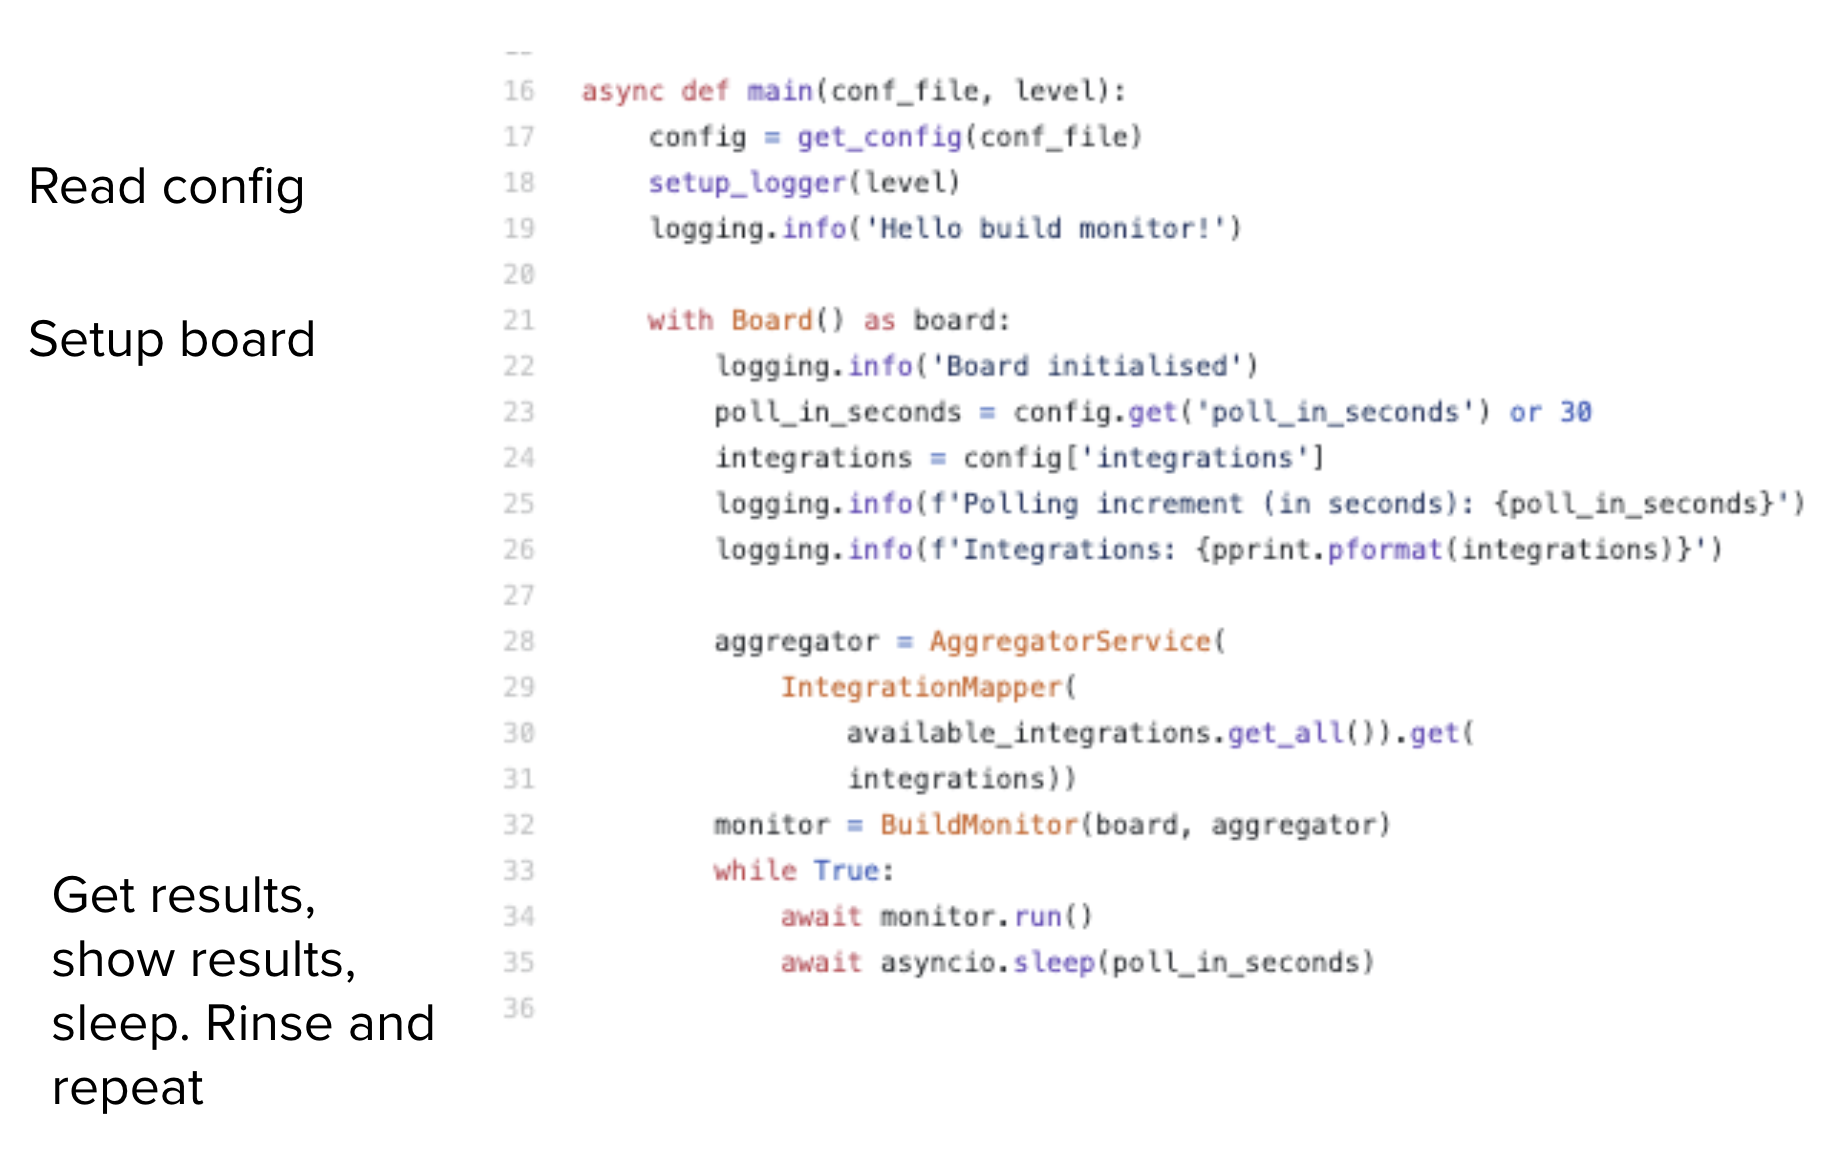 Read config
Setup board
Get results,
show results,
sleep. Rinse and
repeat
16 async def main(conf_file, level):
17     config = get_config(conf_file)
18     setup_logger(level)
19     logging.info('Hello build monitor!')
20
21     with Board() as board:
22         logging.info('Board initialised')
23         poll_in_seconds = config.get('poll_in_seconds') or 30
24         integrations = config['integrations']
25         logging.info(f'Polling increment (in seconds): {poll_in_seconds}')
26         logging.info(f'Integrations: {pprint.pformat(integrations)}')
27
28         aggregator = AggregatorService(
29             IntegrationMapper(
30                 available_integrations.get_all()).get(
31                 integrations))
32         monitor = BuildMonitor(board, aggregator)
33         while True:
34             await monitor.run()
35             await asyncio.sleep(poll_in_seconds)
36